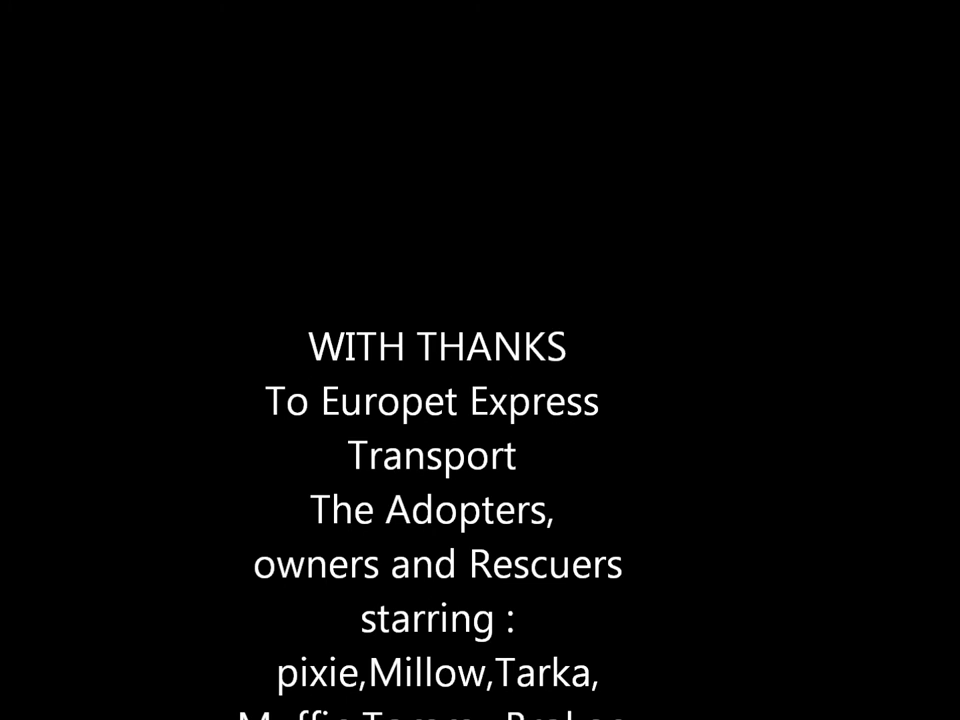 WITH THANKS
To Europet Express
Transport
The Adopters,
owners and Rescuers
starring :
pixie,Millow,Tarka,